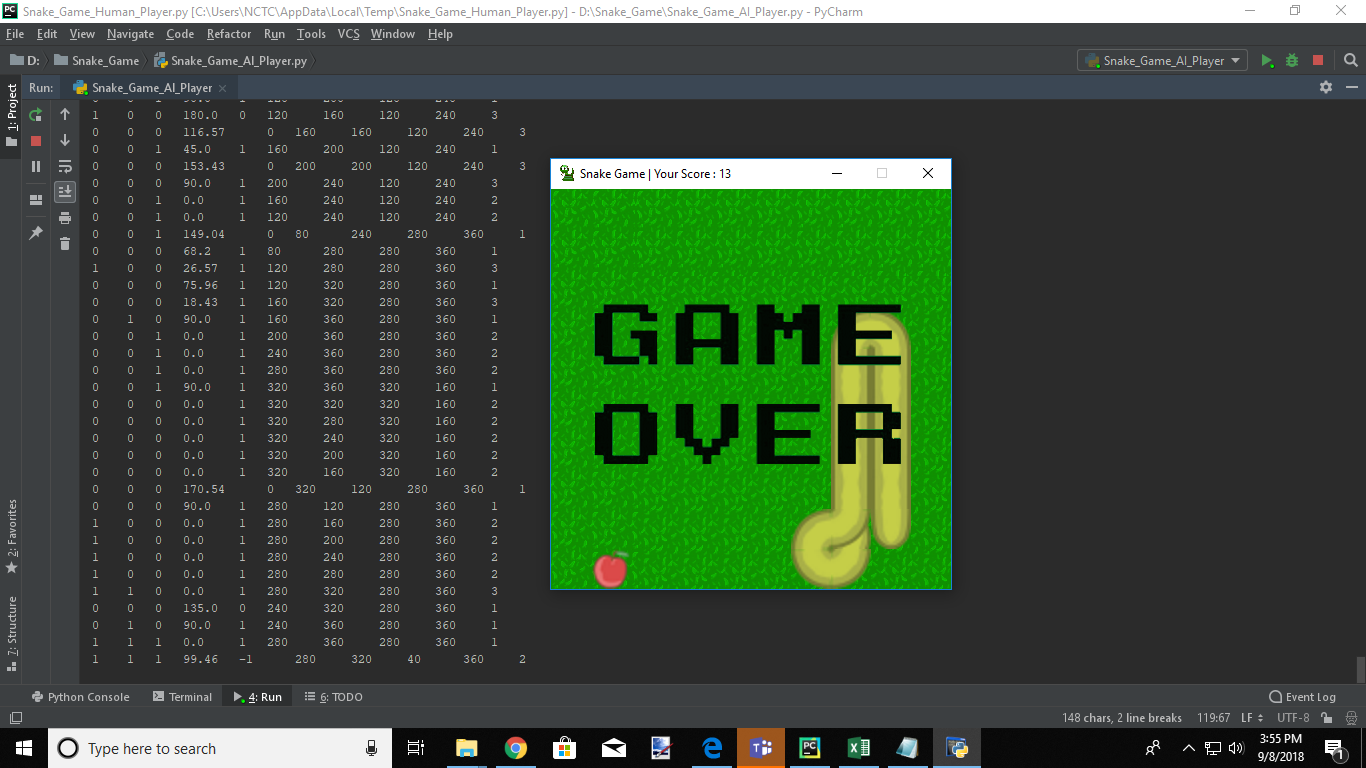 Snake_Game_Human_Player.py [C:\Users\NCTC\AppData\Local\Temp\Snake_Game_Human_Player.py] - D:\Snake_Game\Snake_Game_AI_Player.py - PyCharm
File Edit View Navigate Code Refactor Run Tools VCS Window Help
D: Snake_Game Snake_Game_AI_Player.py Snake_Game_AI_Player
Run: Snake_Game_AI_Player
1: Project
2: Favorites
7: Structure
1 0 0 180.0 0 120 160 120 240 3
0 0 0 116.57 0 160 160 120 240 3
0 0 1 45.0 1 160 200 120 240 1
0 0 0 153.43 0 200 200 120 240 3
0 0 0 90.0 1 200 240 120 240 3
0 0 1 0.0 1 160 240 120 240 2
0 0 1 0.0 1 120 240 120 240 2
0 0 1 149.04 0 80 240 280 360 1
0 0 0 68.2 1 80 280 280 360 1
1 0 0 26.57 1 120 280 280 360 3
0 0 0 75.96 1 120 320 280 360 1
0 0 0 18.43 1 160 320 280 360 3
0 1 0 90.0 1 160 360 280 360 1
0 0 1 0.0 1 200 360 280 360 2
0 0 1 0.0 1 240 360 280 360 2
0 0 1 0.0 1 280 360 280 360 2
0 0 1 90.0 1 320 360 320 160 1
0 0 0 0.0 1 320 320 320 160 2
0 0 0 0.0 1 320 280 320 160 2
0 0 0 0.0 1 320 240 320 160 2
0 0 0 0.0 1 320 200 320 160 2
0 0 0 0.0 1 320 160 320 160 2
0 0 0 170.54 0 320 120 280 360 1
0 0 0 90.0 1 280 120 280 360 1
1 0 0 0.0 1 280 160 280 360 2
1 0 0 0.0 1 280 200 280 360 2
1 0 0 0.0 1 280 240 280 360 2
1 0 0 0.0 1 280 280 280 360 2
1 1 0 0.0 1 280 320 280 360 3
0 0 0 135.0 0 240 320 280 360 1
0 1 0 90.0 1 240 360 280 360 1
1 1 1 0.0 1 280 360 280 360 1
1 1 1 99.46 -1 280 320 40 360 2
Snake Game | Your Score : 13
GAME
OVER
Python Console Terminal 4: Run 6: TODO Event Log
148 chars, 2 line breaks 119:67 LF UTF-8
Type here to search
3:55 PM
9/8/2018
1